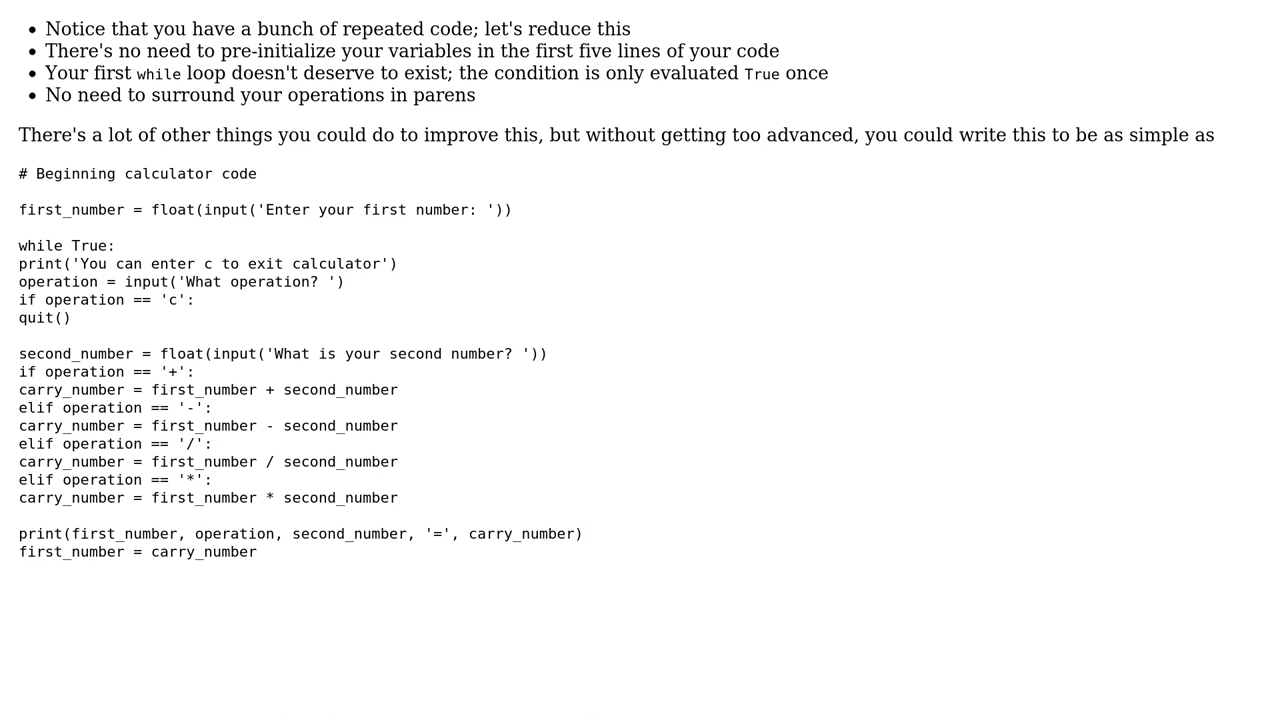 Notice that you have a bunch of repeated code; let's reduce this
There's no need to pre-initialize your variables in the first five lines of your code
Your first while loop doesn't deserve to exist; the condition is only evaluated True once
No need to surround your operations in parens
There's a lot of other things you could do to improve this, but without getting too advanced, you could write this to be as simple as
# Beginning calculator code
first_number = float(input('Enter your first number: '))
while True:
print('You can enter c to exit calculator')
operation = input('What operation? ')
if operation == 'c':
quit()
second_number = float(input('What is your second number? '))
if operation == '+':
carry_number = first_number + second_number
elif operation == '-':
carry_number = first_number - second_number
elif operation == '/':
carry_number = first_number / second_number
elif operation == '*':
carry_number = first_number * second_number
print(first_number, operation, second_number, '=', carry_number)
first_number = carry_number